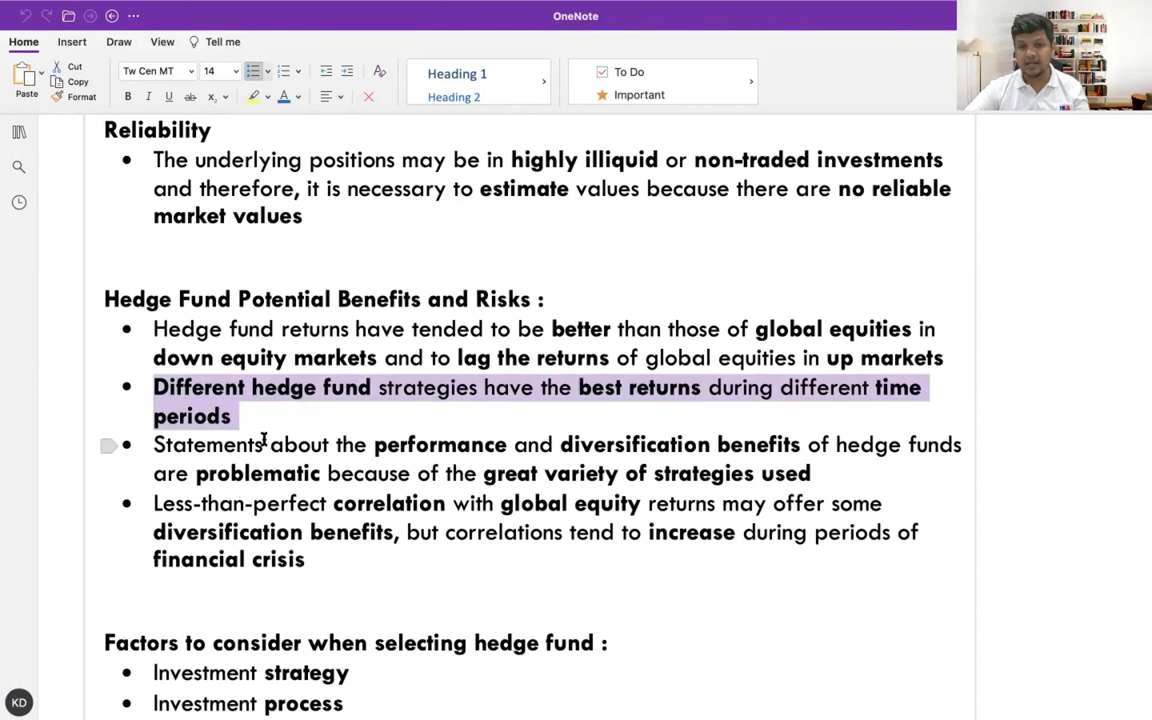 OneNote
Home Insert Draw View Tell me
Paste
Cut
Copy
Format
Tw Cen MT 14
B I U ab x₂ A
Heading 1
Heading 2
To Do
Important
Reliability
• The underlying positions may be in highly illiquid or non-traded investments
and therefore, it is necessary to estimate values because there are no reliable
market values
Hedge Fund Potential Benefits and Risks :
• Hedge fund returns have tended to be better than those of global equities in
down equity markets and to lag the returns of global equities in up markets
• Different hedge fund strategies have the best returns during different time
periods
• Statements about the performance and diversification benefits of hedge funds
are problematic because of the great variety of strategies used
• Less-than-perfect correlation with global equity returns may offer some
diversification benefits, but correlations tend to increase during periods of
financial crisis
Factors to consider when selecting hedge fund :
• Investment strategy
• Investment process
KD